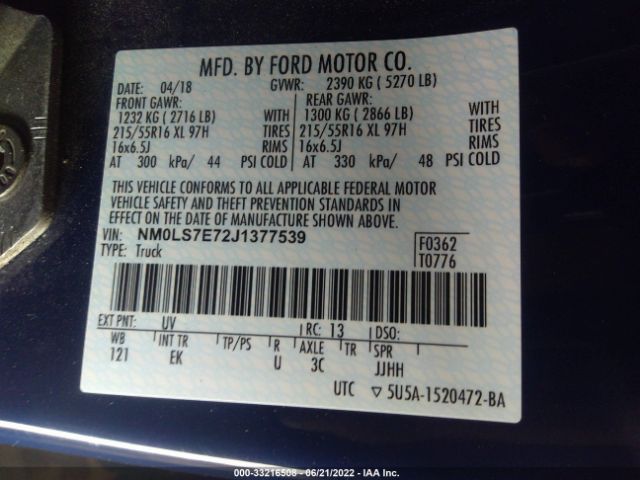 MFD. BY FORD MOTOR CO.
DATE: 04/18 GVWR: 2390 KG ( 5270 LB)
FRONT GAWR: REAR GAWR:
1232 KG ( 2716 LB) WITH 1300 KG ( 2866 LB) WITH
215/55R16 XL 97H TIRES 215/55R16 XL 97H TIRES
16x6.5J RIMS 16x6.5J RIMS
AT 300 kPa/ 44 PSI COLD AT 330 kPa/ 48 PSI COLD
THIS VEHICLE CONFORMS TO ALL APPLICABLE FEDERAL MOTOR
VEHICLE SAFETY AND THEFT PREVENTION STANDARDS IN
EFFECT ON THE DATE OF MANUFACTURE SHOWN ABOVE.
VIN: NM0LS7E72J1377539 F0362
TYPE: Truck T0776
EXT PNT: UV RC: 13 DSO:
WB INT TR TP/PS R AXLE TR SPR
121 EK U 3C JJHH
UTC ▽ 5U5A-1520472-BA
000-33216506 - 06/21/2022 - IAA Inc.